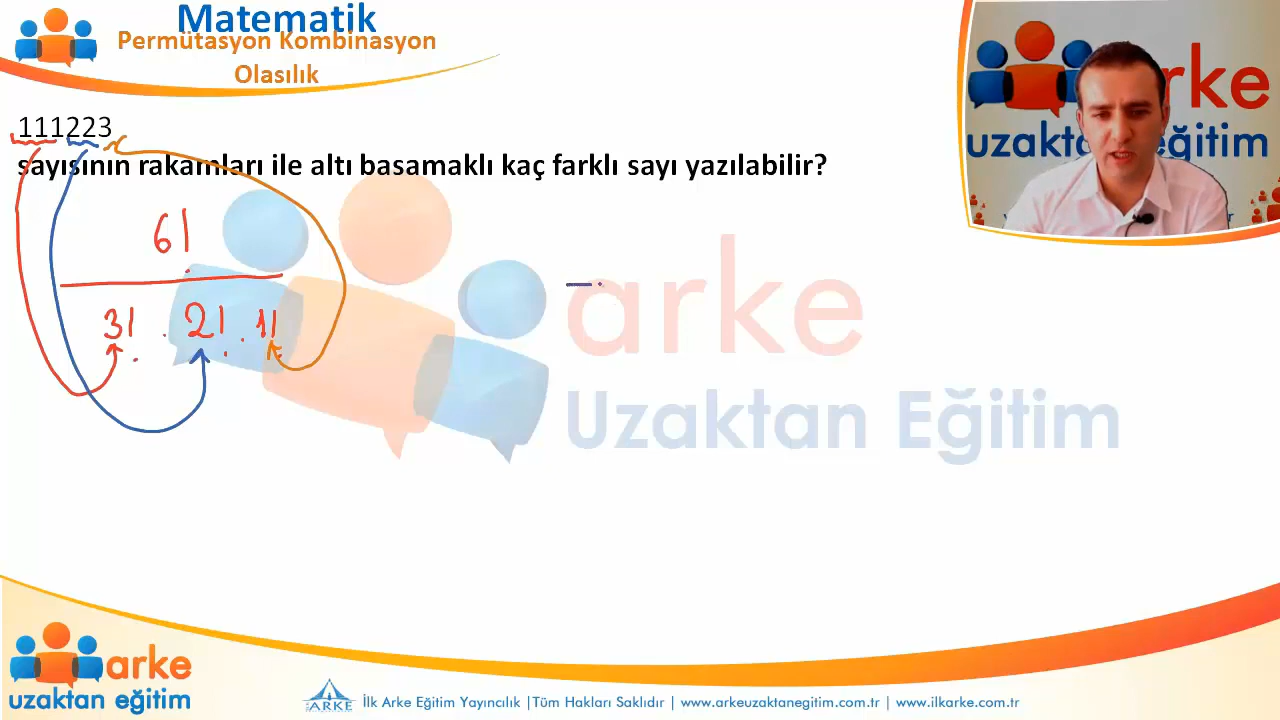 Matematik
Permütasyon Kombinasyon
Olasılık
111223
sayısının rakamları ile altı basamaklı kaç farklı sayı yazılabilir?
6!
3! . 2! . 1!
arke
Uzaktan Eğitim
arke
uzaktan eğitim
arke
uzaktan eğitim
ARKE
İlk Arke Eğitim Yayıncılık |Tüm Hakları Saklıdır | www.arkeuzaktanegitim.com.tr | www.ilkarke.com.tr